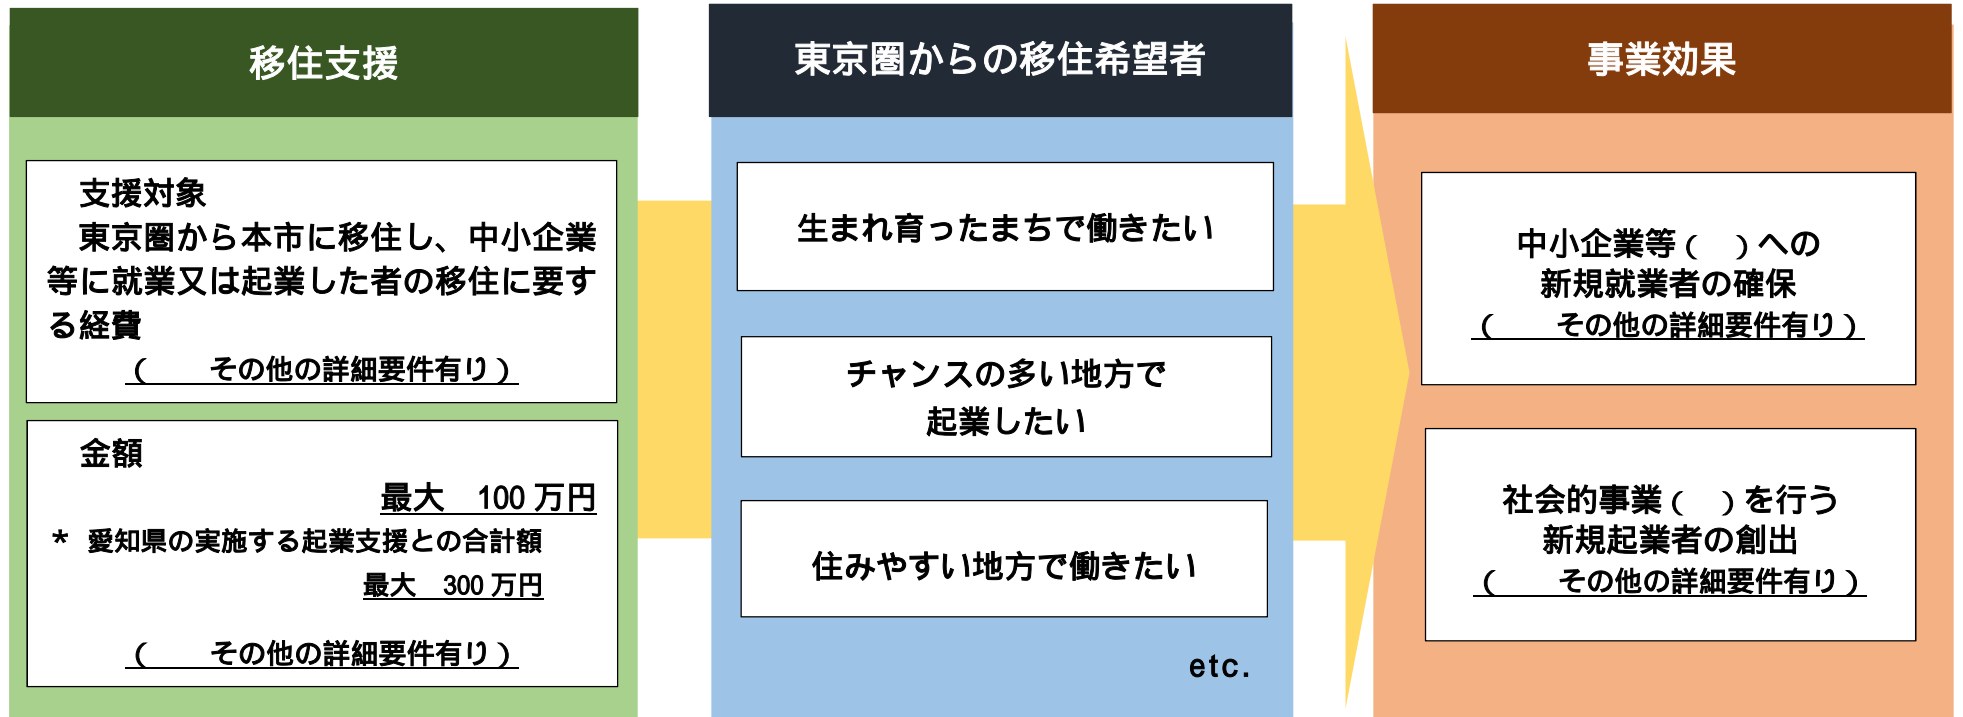 移住支援
支援対象
東京圏から本市に移住し、中小企業
等に就業又は起業した者の移住に要す
る経費
（　　その他の詳細要件有り）
金額
最大　100万円
* 愛知県の実施する起業支援との合計額
最大　300万円
（　　その他の詳細要件有り）
東京圏からの移住希望者
生まれ育ったまちで働きたい
チャンスの多い地方で
起業したい
住みやすい地方で働きたい
etc.
事業効果
中小企業等（　）への
新規就業者の確保
（　　その他の詳細要件有り）
社会的事業（　）を行う
新規起業者の創出
（　　その他の詳細要件有り）